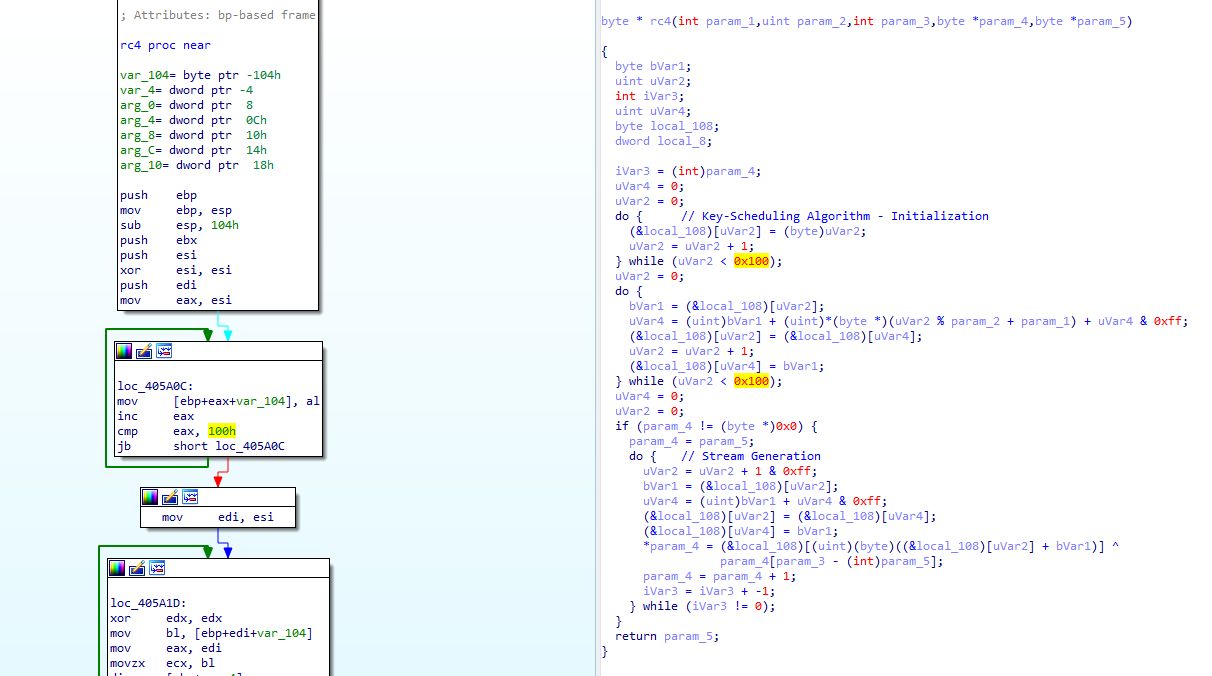 ; Attributes: bp-based frame
rc4 proc near
var_104= byte ptr -104h
var_4= dword ptr -4
arg_0= dword ptr  8
arg_4= dword ptr  0Ch
arg_8= dword ptr  10h
arg_C= dword ptr  14h
arg_10= dword ptr  18h
push    ebp
mov     ebp, esp
sub     esp, 104h
push    ebx
push    esi
xor     esi, esi
push    edi
mov     eax, esi
loc_405A0C:
mov     [ebp+eax+var_104], al
inc     eax
cmp     eax, 100h
jb      short loc_405A0C
mov     edi, esi
loc_405A1D:
xor     edx, edx
mov     bl, [ebp+edi+var_104]
mov     eax, edi
movzx   ecx, bl
byte * rc4(int param_1,uint param_2,int param_3,byte *param_4,byte *param_5)
{
  byte bVar1;
  uint uVar2;
  int iVar3;
  uint uVar4;
  byte local_108;
  dword local_8;
  iVar3 = (int)param_4;
  uVar4 = 0;
  uVar2 = 0;
  do {     // Key-Scheduling Algorithm - Initialization
    (&local_108)[uVar2] = (byte)uVar2;
    uVar2 = uVar2 + 1;
  } while (uVar2 < 0x100);
  uVar2 = 0;
  do {
    bVar1 = (&local_108)[uVar2];
    uVar4 = (uint)bVar1 + (uint)*(byte *)(uVar2 % param_2 + param_1) + uVar4 & 0xff;
    (&local_108)[uVar2] = (&local_108)[uVar4];
    uVar2 = uVar2 + 1;
    (&local_108)[uVar4] = bVar1;
  } while (uVar2 < 0x100);
  uVar4 = 0;
  uVar2 = 0;
  if (param_4 != (byte *)0x0) {
    param_4 = param_5;
    do {   // Stream Generation
      uVar2 = uVar2 + 1 & 0xff;
      bVar1 = (&local_108)[uVar2];
      uVar4 = (uint)bVar1 + uVar4 & 0xff;
      (&local_108)[uVar2] = (&local_108)[uVar4];
      (&local_108)[uVar4] = bVar1;
      *param_4 = (&local_108)[(uint)(byte)((&local_108)[uVar2] + bVar1)] ^
                 param_4[param_3 - (int)param_5];
      param_4 = param_4 + 1;
      iVar3 = iVar3 + -1;
    } while (iVar3 != 0);
  }
  return param_5;
}